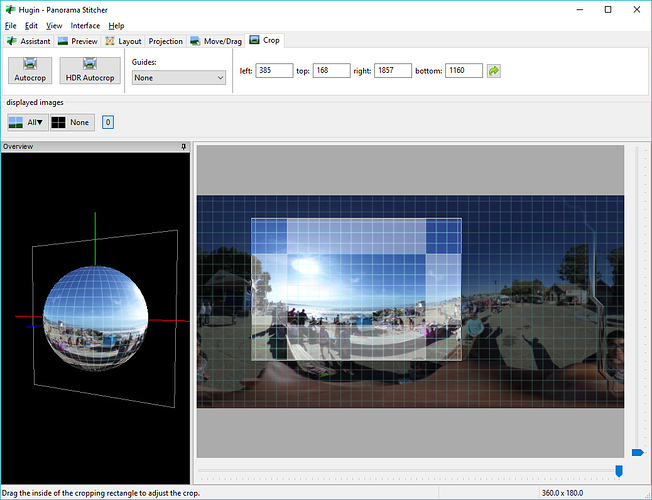 Hugin - Panorama Stitcher
File Edit View Interface Help
Assistant Preview Layout Projection Move/Drag Crop
Autocrop HDR Autocrop Guides: None left: 385 top: 168 right: 1857 bottom: 1160
displayed images
All▼ None 0
Overview
Drag the inside of the cropping rectangle to adjust the crop. 360.0 x 180.0